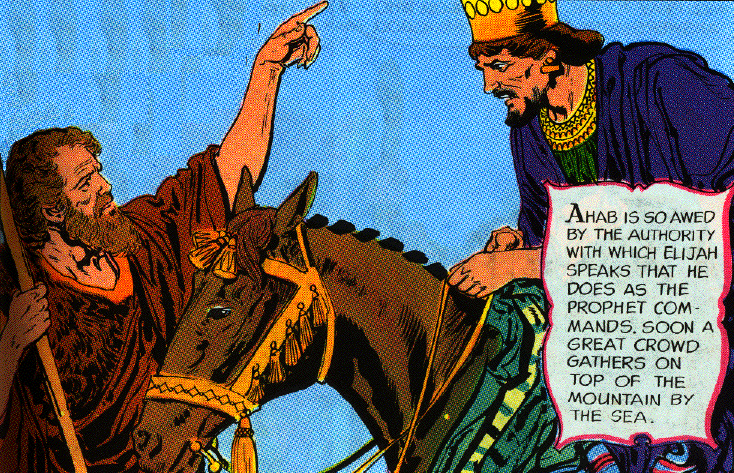 AHAB IS SO AWED
BY THE AUTHORITY
WITH WHICH ELIJAH
SPEAKS THAT HE
DOES AS THE
PROPHET COM-
MANDS. SOON A
GREAT CROWD
GATHERS ON
TOP OF THE
MOUNTAIN BY
THE SEA.